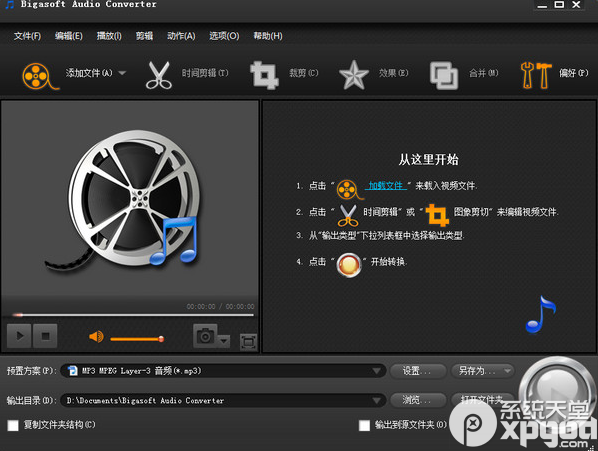 Bigasoft Audio Converter
文件(F) 编辑(E) 播放(I) 剪辑 动作(A) 选项(O) 帮助(H)
添加文件(A) 时间剪辑(T) 裁剪(C) 效果(E) 合并(M) 偏好(P)
从这里开始
1. 点击“ 加载文件 ”来载入视频文件.
2. 点击“ 时间剪辑”或“ 图象剪切”来编辑视频文件.
3. 从“输出类型”下拉列表框中选择输出类型.
4. 点击“ ”开始转换.
00:00:00 / 00:00:00
预置方案(P): MP3 MPEG Layer-3 音频(*.mp3) 设置... 另存为...
输出目录(D): D:\Documents\Bigasoft Audio Converter 浏览... 打开文件夹
复制文件夹结构(C) 输出到源文件夹(O)
系统天堂
xpgod.com